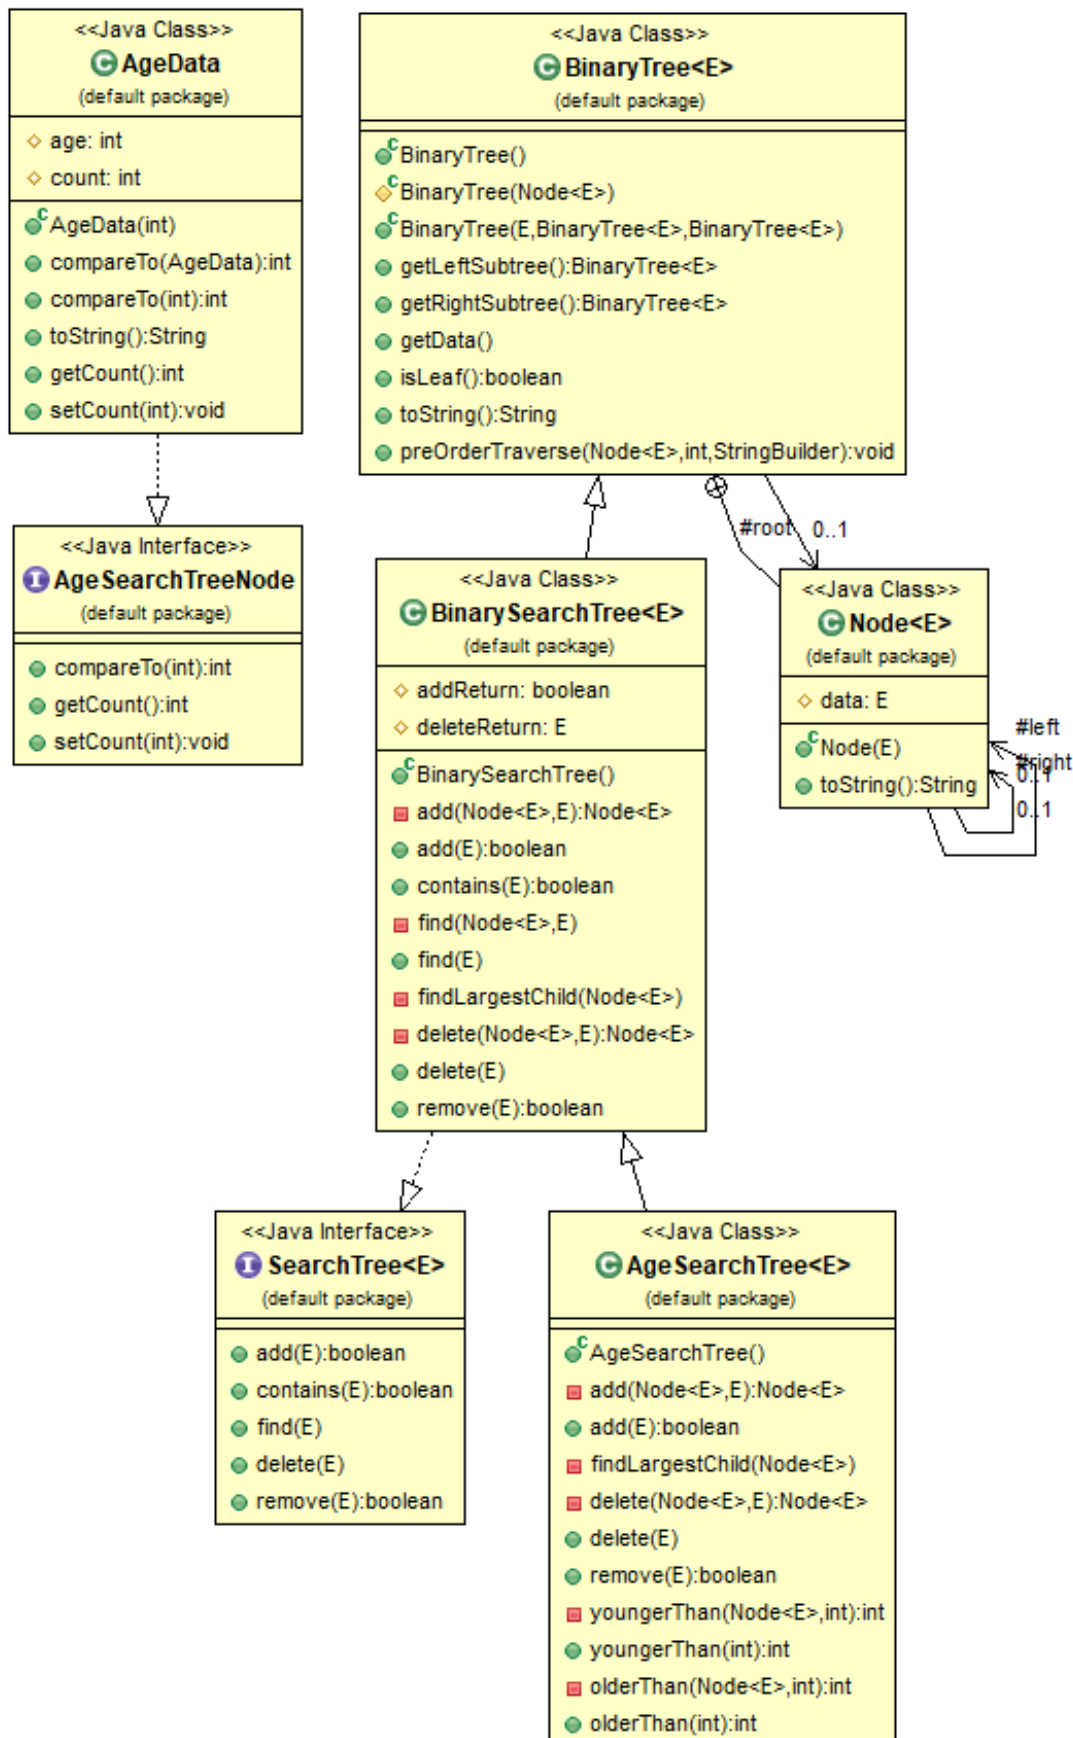 <<Java Class>>
AgeData
(default package)
age: int
count: int
AgeData(int)
compareTo(AgeData):int
compareTo(int):int
toString():String
getCount():int
setCount(int):void
<<Java Class>>
BinaryTree<E>
(default package)
BinaryTree()
BinaryTree(Node<E>)
BinaryTree(E,BinaryTree<E>,BinaryTree<E>)
getLeftSubtree():BinaryTree<E>
getRightSubtree():BinaryTree<E>
getData()
isLeaf():boolean
toString():String
preOrderTraverse(Node<E>,int,StringBuilder):void
<<Java Interface>>
AgeSearchTreeNode
(default package)
compareTo(int):int
getCount():int
setCount(int):void
#root
0..1
<<Java Class>>
BinarySearchTree<E>
(default package)
addReturn: boolean
deleteReturn: E
BinarySearchTree()
add(Node<E>,E):Node<E>
add(E):boolean
contains(E):boolean
find(Node<E>,E)
find(E)
findLargestChild(Node<E>)
delete(Node<E>,E):Node<E>
delete(E)
remove(E):boolean
<<Java Class>>
Node<E>
(default package)
data: E
Node(E)
toString():String
#left
#right
0..1
0..1
<<Java Interface>>
SearchTree<E>
(default package)
add(E):boolean
contains(E):boolean
find(E)
delete(E)
remove(E):boolean
<<Java Class>>
AgeSearchTree<E>
(default package)
AgeSearchTree()
add(Node<E>,E):Node<E>
add(E):boolean
findLargestChild(Node<E>)
delete(Node<E>,E):Node<E>
delete(E)
remove(E):boolean
youngerThan(Node<E>,int):int
youngerThan(int):int
olderThan(Node<E>,int):int
olderThan(int):int